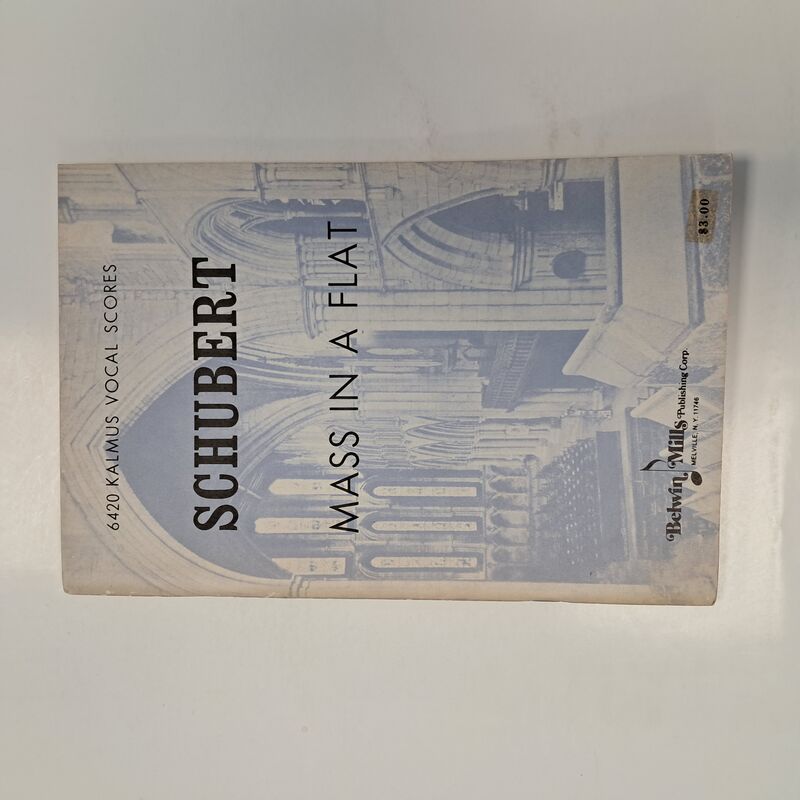 6420 KALMUS VOCAL SCORES
SCHUBERT
MASS IN A FLAT
Belwin Mills Publishing Corp.
MELVILLE, N. Y. 11746
$3.00